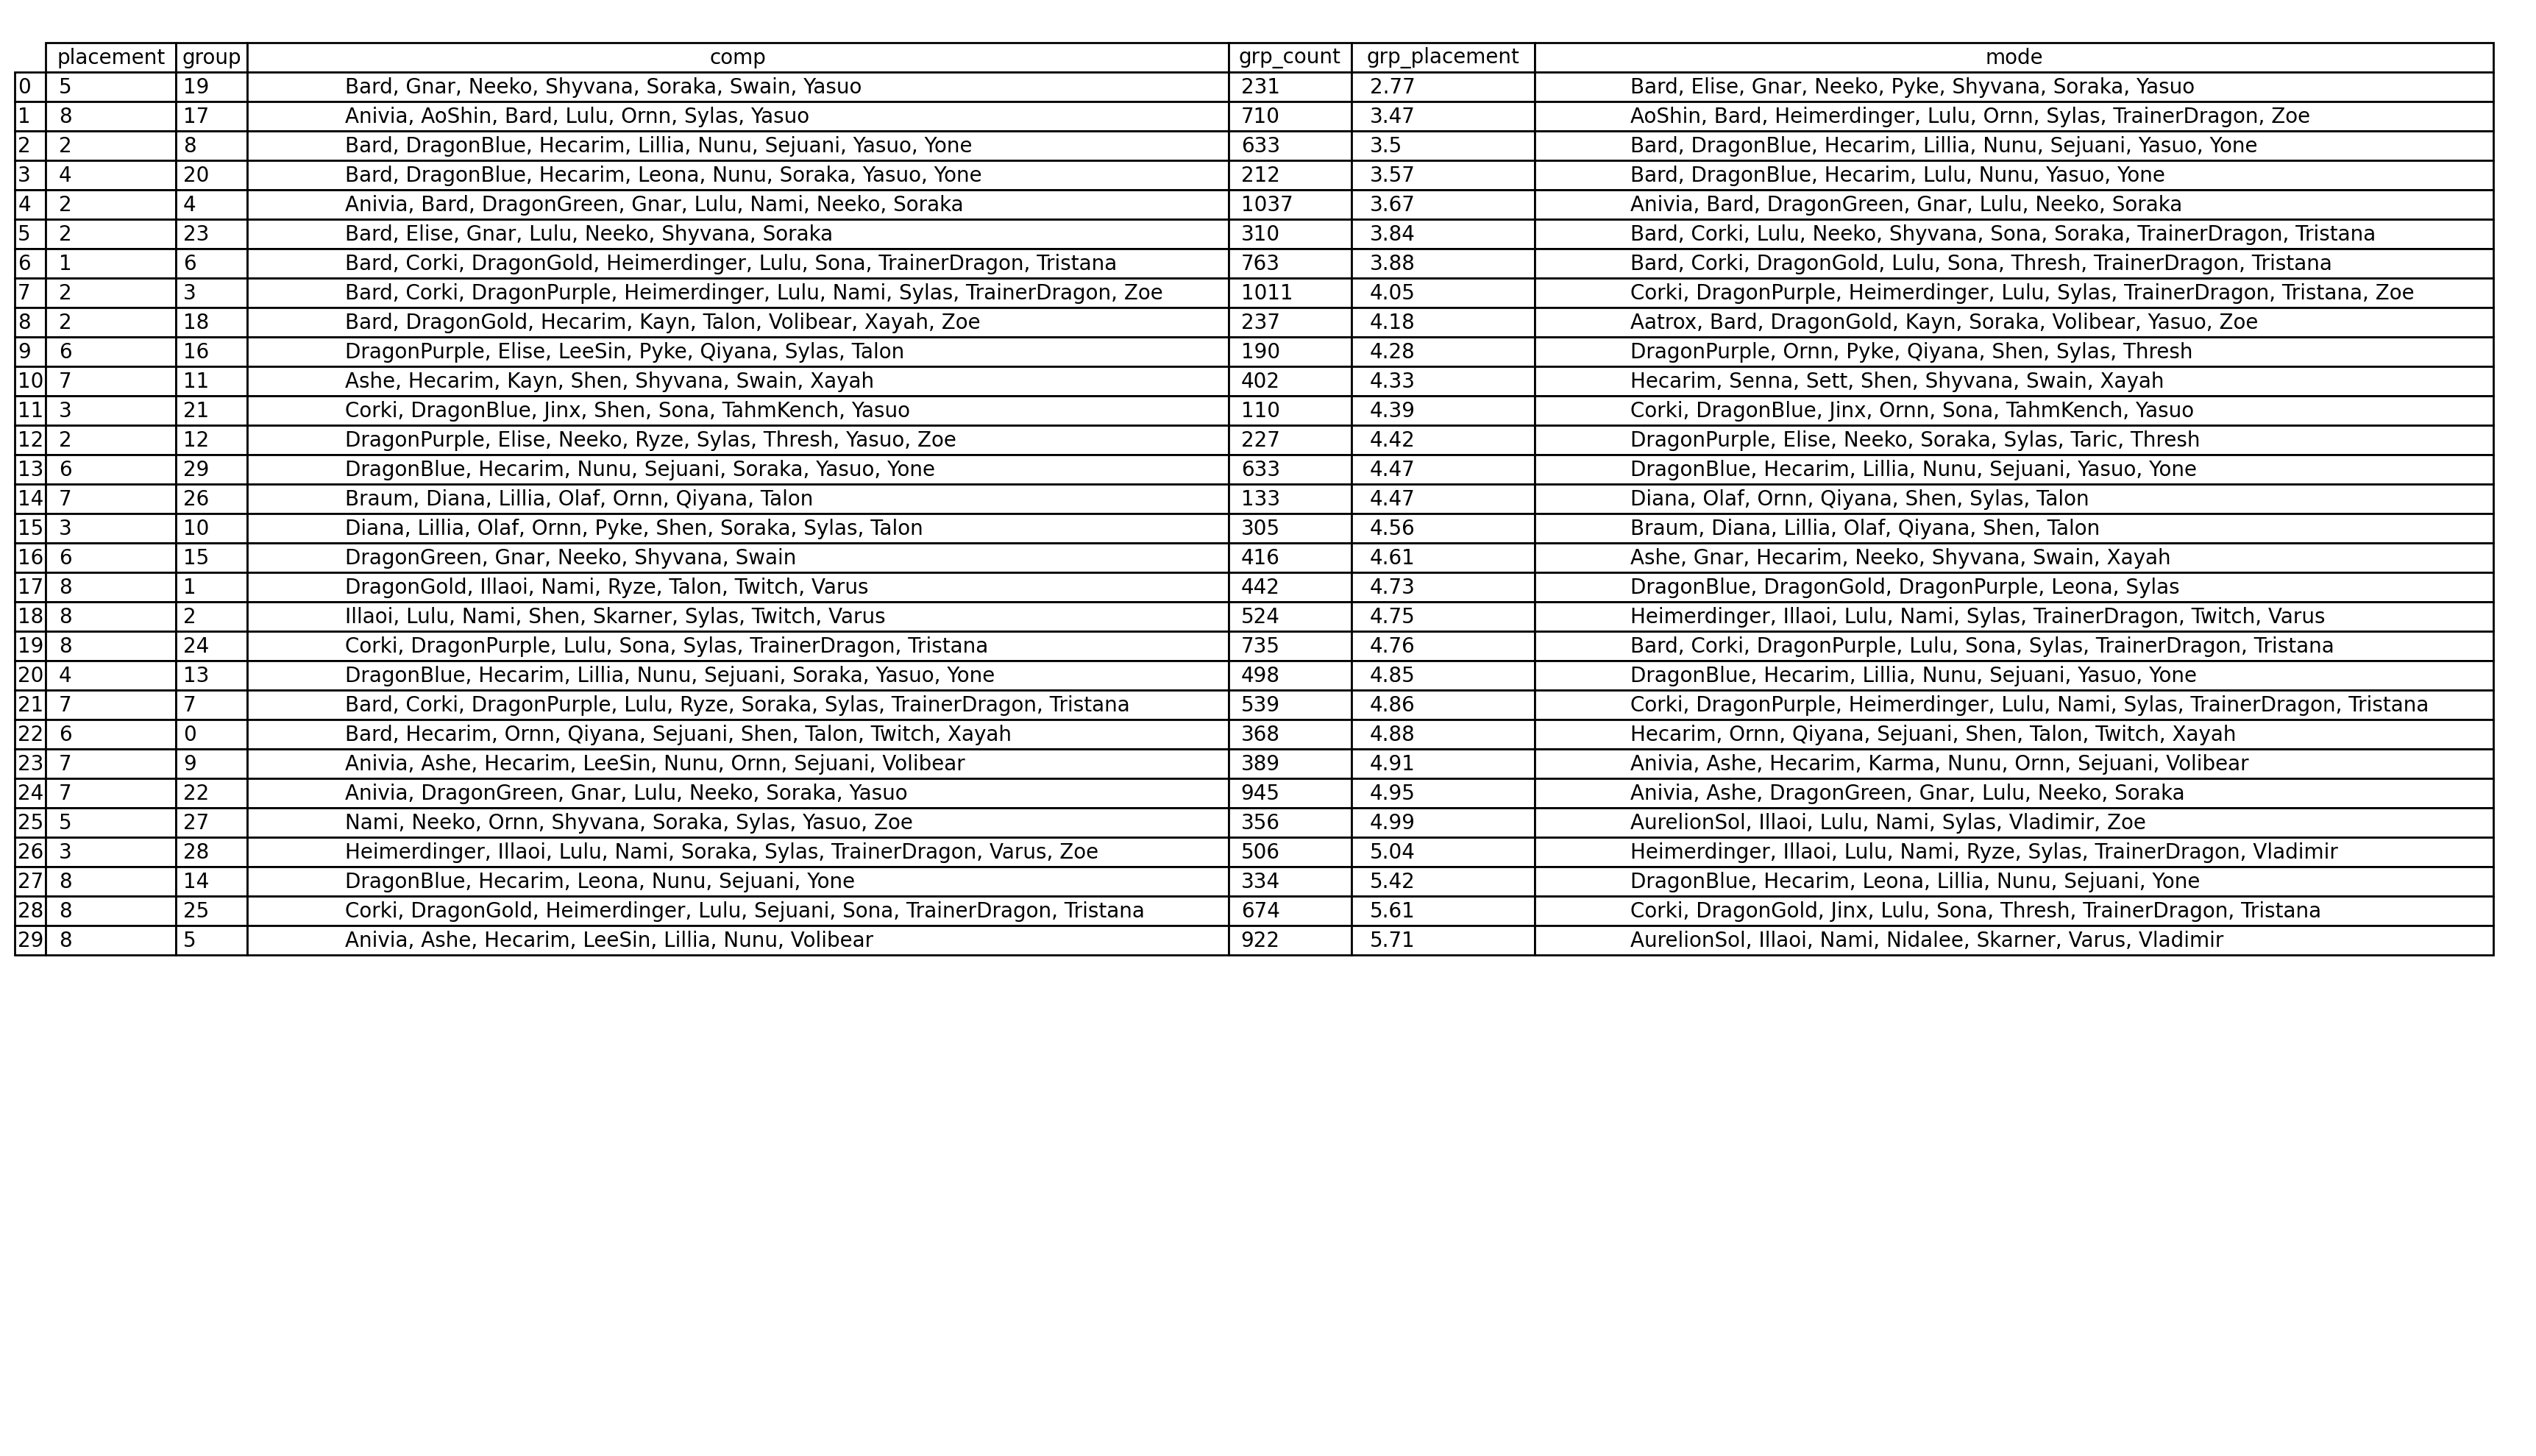 placement group comp grp_count grp_placement mode
0 5 19 Bard, Gnar, Neeko, Shyvana, Soraka, Swain, Yasuo 231 2.77 Bard, Elise, Gnar, Neeko, Pyke, Shyvana, Soraka, Yasuo
1 8 17 Anivia, AoShin, Bard, Lulu, Ornn, Sylas, Yasuo 710 3.47 AoShin, Bard, Heimerdinger, Lulu, Ornn, Sylas, TrainerDragon, Zoe
2 2 8 Bard, DragonBlue, Hecarim, Lillia, Nunu, Sejuani, Yasuo, Yone 633 3.5 Bard, DragonBlue, Hecarim, Lillia, Nunu, Sejuani, Yasuo, Yone
3 4 20 Bard, DragonBlue, Hecarim, Leona, Nunu, Soraka, Yasuo, Yone 212 3.57 Bard, DragonBlue, Hecarim, Lulu, Nunu, Yasuo, Yone
4 2 4 Anivia, Bard, DragonGreen, Gnar, Lulu, Nami, Neeko, Soraka 1037 3.67 Anivia, Bard, DragonGreen, Gnar, Lulu, Neeko, Soraka
5 2 23 Bard, Elise, Gnar, Lulu, Neeko, Shyvana, Soraka 310 3.84 Bard, Corki, Lulu, Neeko, Shyvana, Sona, Soraka, TrainerDragon, Tristana
6 1 6 Bard, Corki, DragonGold, Heimerdinger, Lulu, Sona, TrainerDragon, Tristana 763 3.88 Bard, Corki, DragonGold, Lulu, Sona, Thresh, TrainerDragon, Tristana
7 2 3 Bard, Corki, DragonPurple, Heimerdinger, Lulu, Nami, Sylas, TrainerDragon, Zoe 1011 4.05 Corki, DragonPurple, Heimerdinger, Lulu, Sylas, TrainerDragon, Tristana, Zoe
8 2 18 Bard, DragonGold, Hecarim, Kayn, Talon, Volibear, Xayah, Zoe 237 4.18 Aatrox, Bard, DragonGold, Kayn, Soraka, Volibear, Yasuo, Zoe
9 6 16 DragonPurple, Elise, LeeSin, Pyke, Qiyana, Sylas, Talon 190 4.28 DragonPurple, Ornn, Pyke, Qiyana, Shen, Sylas, Thresh
10 7 11 Ashe, Hecarim, Kayn, Shen, Shyvana, Swain, Xayah 402 4.33 Hecarim, Senna, Sett, Shen, Shyvana, Swain, Xayah
11 3 21 Corki, DragonBlue, Jinx, Shen, Sona, TahmKench, Yasuo 110 4.39 Corki, DragonBlue, Jinx, Ornn, Sona, TahmKench, Yasuo
12 2 12 DragonPurple, Elise, Neeko, Ryze, Sylas, Thresh, Yasuo, Zoe 227 4.42 DragonPurple, Elise, Neeko, Soraka, Sylas, Taric, Thresh
13 6 29 DragonBlue, Hecarim, Nunu, Sejuani, Soraka, Yasuo, Yone 633 4.47 DragonBlue, Hecarim, Lillia, Nunu, Sejuani, Yasuo, Yone
14 7 26 Braum, Diana, Lillia, Olaf, Ornn, Qiyana, Talon 133 4.47 Diana, Olaf, Ornn, Qiyana, Shen, Sylas, Talon
15 3 10 Diana, Lillia, Olaf, Ornn, Pyke, Shen, Soraka, Sylas, Talon 305 4.56 Braum, Diana, Lillia, Olaf, Qiyana, Shen, Talon
16 6 15 DragonGreen, Gnar, Neeko, Shyvana, Swain 416 4.61 Ashe, Gnar, Hecarim, Neeko, Shyvana, Swain, Xayah
17 8 1 DragonGold, Illaoi, Nami, Ryze, Talon, Twitch, Varus 442 4.73 DragonBlue, DragonGold, DragonPurple, Leona, Sylas
18 8 2 Illaoi, Lulu, Nami, Shen, Skarner, Sylas, Twitch, Varus 524 4.75 Heimerdinger, Illaoi, Lulu, Nami, Sylas, TrainerDragon, Twitch, Varus
19 8 24 Corki, DragonPurple, Lulu, Sona, Sylas, TrainerDragon, Tristana 735 4.76 Bard, Corki, DragonPurple, Lulu, Sona, Sylas, TrainerDragon, Tristana
20 4 13 DragonBlue, Hecarim, Lillia, Nunu, Sejuani, Soraka, Yasuo, Yone 498 4.85 DragonBlue, Hecarim, Lillia, Nunu, Sejuani, Yasuo, Yone
21 7 7 Bard, Corki, DragonPurple, Lulu, Ryze, Soraka, Sylas, TrainerDragon, Tristana 539 4.86 Corki, DragonPurple, Heimerdinger, Lulu, Nami, Sylas, TrainerDragon, Tristana
22 6 0 Bard, Hecarim, Ornn, Qiyana, Sejuani, Shen, Talon, Twitch, Xayah 368 4.88 Hecarim, Ornn, Qiyana, Sejuani, Shen, Talon, Twitch, Xayah
23 7 9 Anivia, Ashe, Hecarim, LeeSin, Nunu, Ornn, Sejuani, Volibear 389 4.91 Anivia, Ashe, Hecarim, Karma, Nunu, Ornn, Sejuani, Volibear
24 7 22 Anivia, DragonGreen, Gnar, Lulu, Neeko, Soraka, Yasuo 945 4.95 Anivia, Ashe, DragonGreen, Gnar, Lulu, Neeko, Soraka
25 5 27 Nami, Neeko, Ornn, Shyvana, Soraka, Sylas, Yasuo, Zoe 356 4.99 AurelionSol, Illaoi, Lulu, Nami, Sylas, Vladimir, Zoe
26 3 28 Heimerdinger, Illaoi, Lulu, Nami, Soraka, Sylas, TrainerDragon, Varus, Zoe 506 5.04 Heimerdinger, Illaoi, Lulu, Nami, Ryze, Sylas, TrainerDragon, Vladimir
27 8 14 DragonBlue, Hecarim, Leona, Nunu, Sejuani, Yone 334 5.42 DragonBlue, Hecarim, Leona, Lillia, Nunu, Sejuani, Yone
28 8 25 Corki, DragonGold, Heimerdinger, Lulu, Sejuani, Sona, TrainerDragon, Tristana 674 5.61 Corki, DragonGold, Jinx, Lulu, Sona, Thresh, TrainerDragon, Tristana
29 8 5 Anivia, Ashe, Hecarim, LeeSin, Lillia, Nunu, Volibear 922 5.71 AurelionSol, Illaoi, Nami, Nidalee, Skarner, Varus, Vladimir